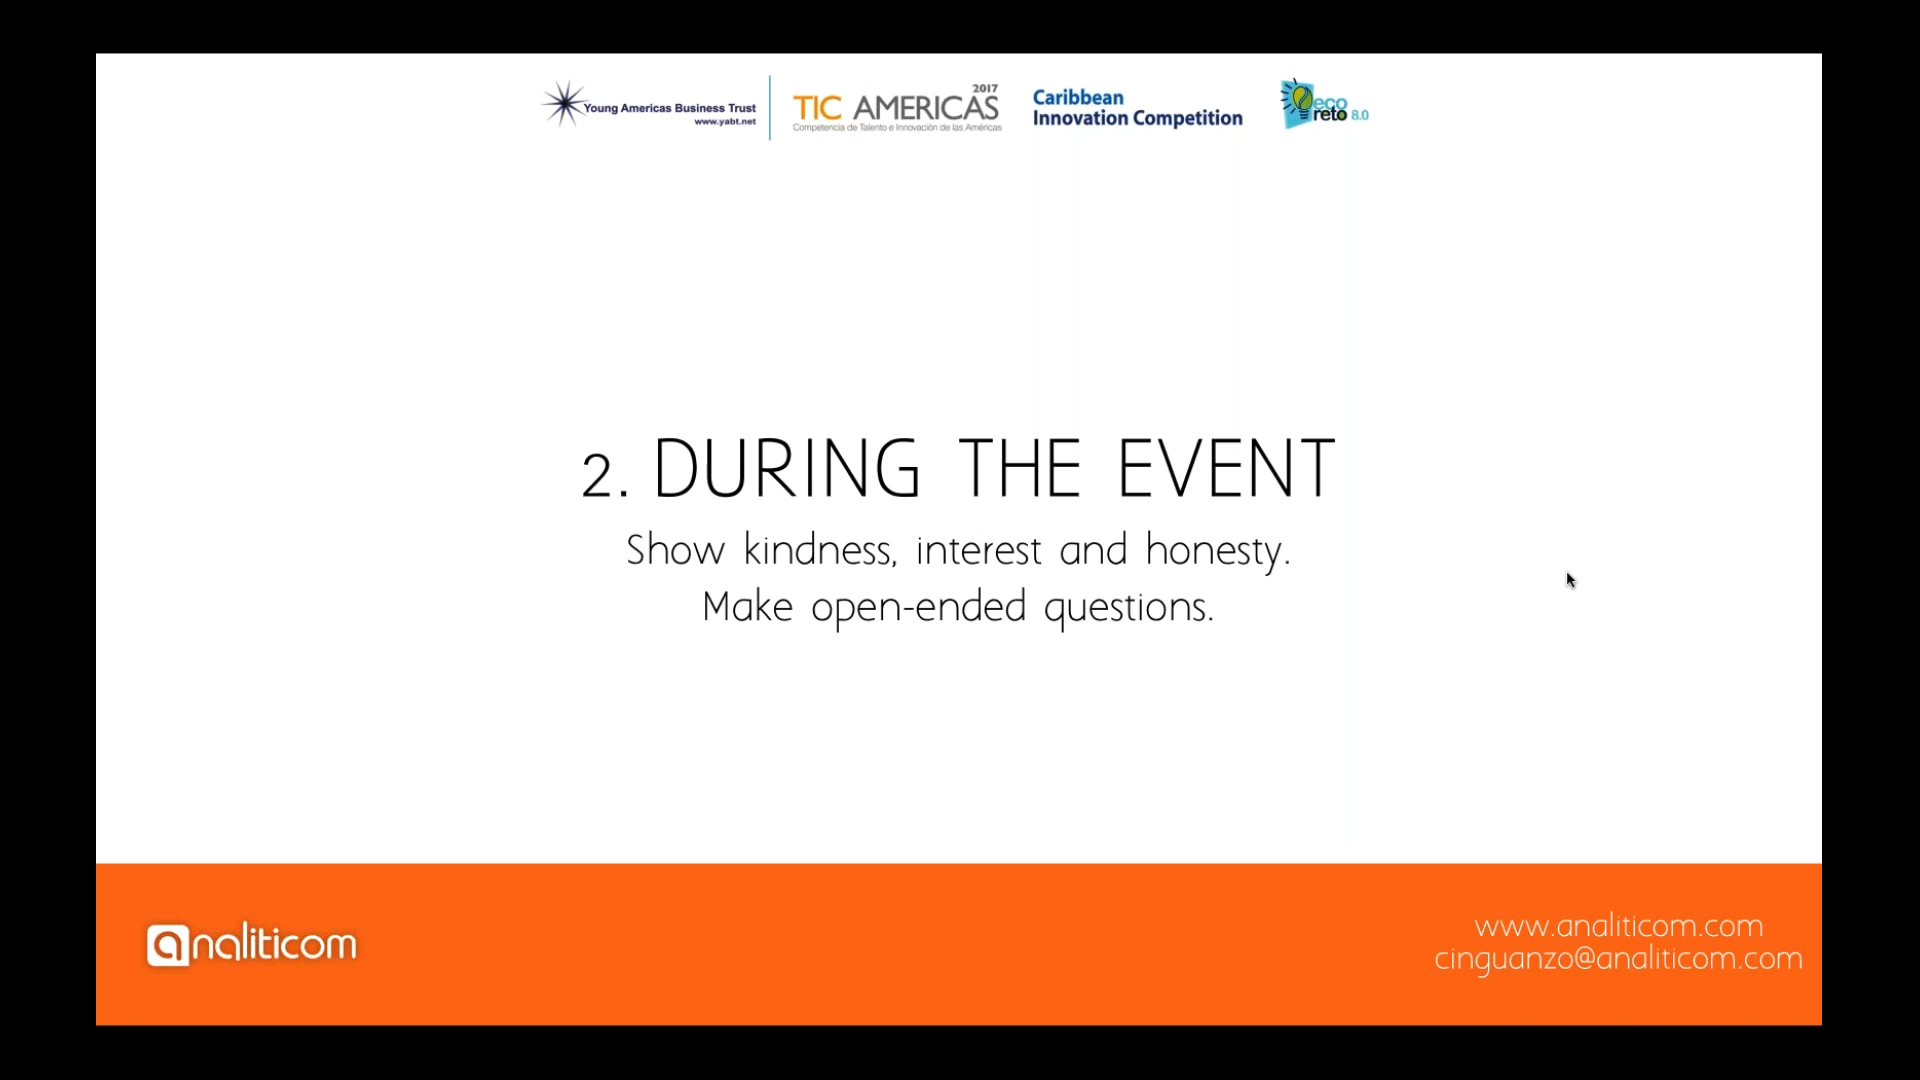 Young Americas Business Trust
www.yabt.net
2017
TIC AMERICAS
Competencia de Talento e Innovación de las Américas
Caribbean
Innovation Competition
eco
reto 8.0
2. DURING THE EVENT
Show kindness, interest and honesty.
Make open-ended questions.
analiticom
www.analiticom.com
cinguanzo@analiticom.com